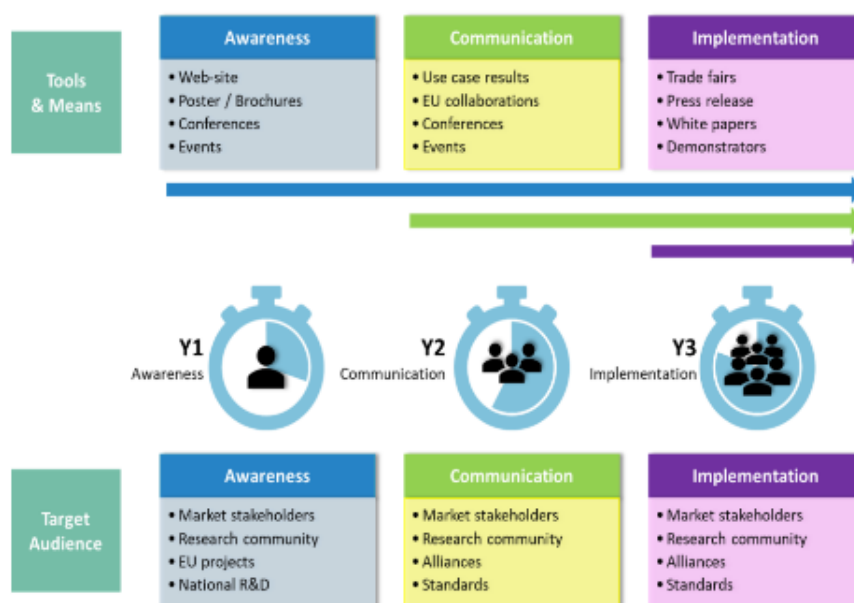 Tools
& Means
Awareness
• Web-site
• Poster / Brochures
• Conferences
• Events
Communication
• Use case results
• EU collaborations
• Conferences
• Events
Implementation
• Trade fairs
• Press release
• White papers
• Demonstrators
Y1
Awareness
Y2
Communication
Y3
Implementation
Target
Audience
Awareness
• Market stakeholders
• Research community
• EU projects
• National R&D
Communication
• Market stakeholders
• Research community
• Alliances
• Standards
Implementation
• Market stakeholders
• Research community
• Alliances
• Standards